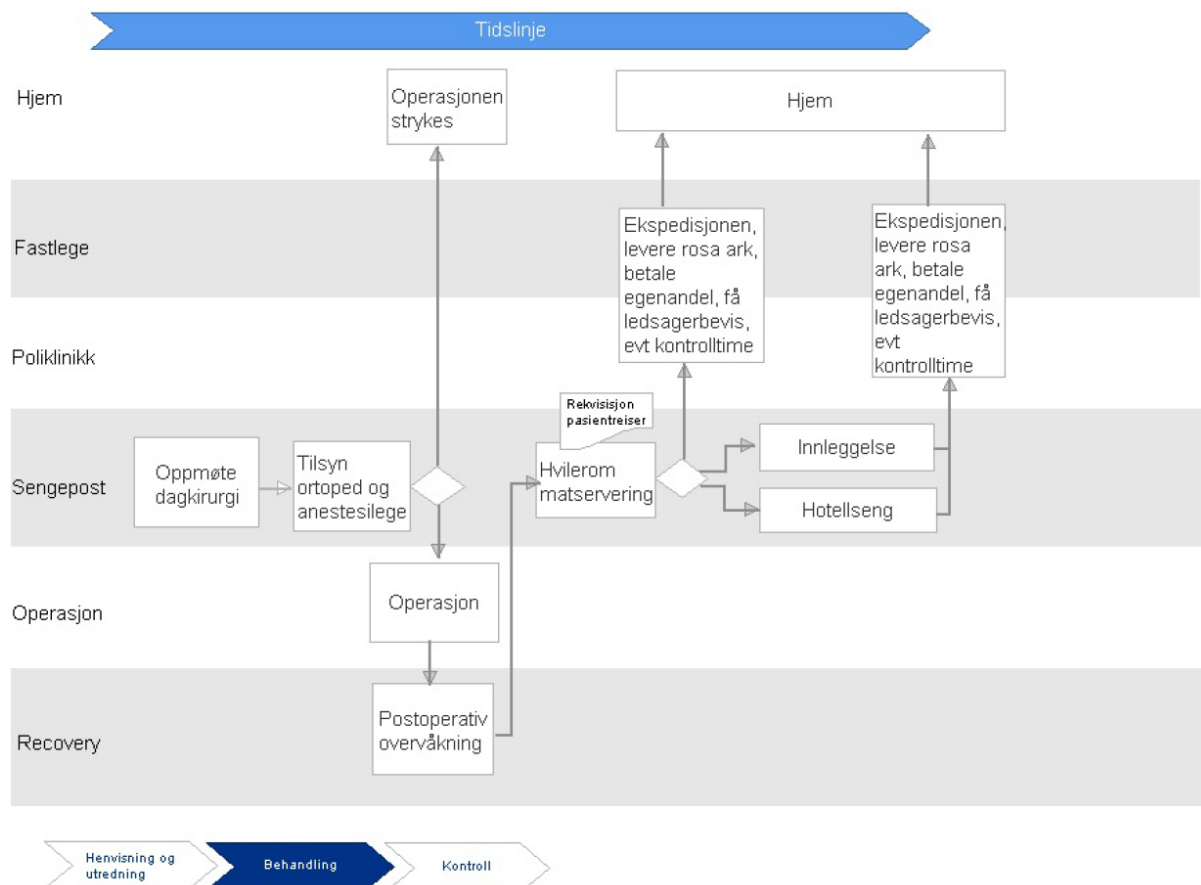 Tidslinje
Hjem
Operasjonen
strykes
Hjem
Fastlege
Ekspedisjonen,
levere rosa ark,
betale
egenandel, få
ledsagerbevis,
evt kontrolltime
Ekspedisjonen,
levere rosa
ark, betale
egenandel, få
ledsagerbevis,
evt
kontrolltime
Poliklinikk
Rekvisisjon
pasientreiser
Sengepost
Oppmøte
dagkirurgi
Tilsyn
ortoped og
anestesilege
Hvilerom
matservering
Innleggelse
Hotellseng
Operasjon
Operasjon
Recovery
Postoperativ
overvåkning
Henvisning og
utredning
Behandling
Kontroll